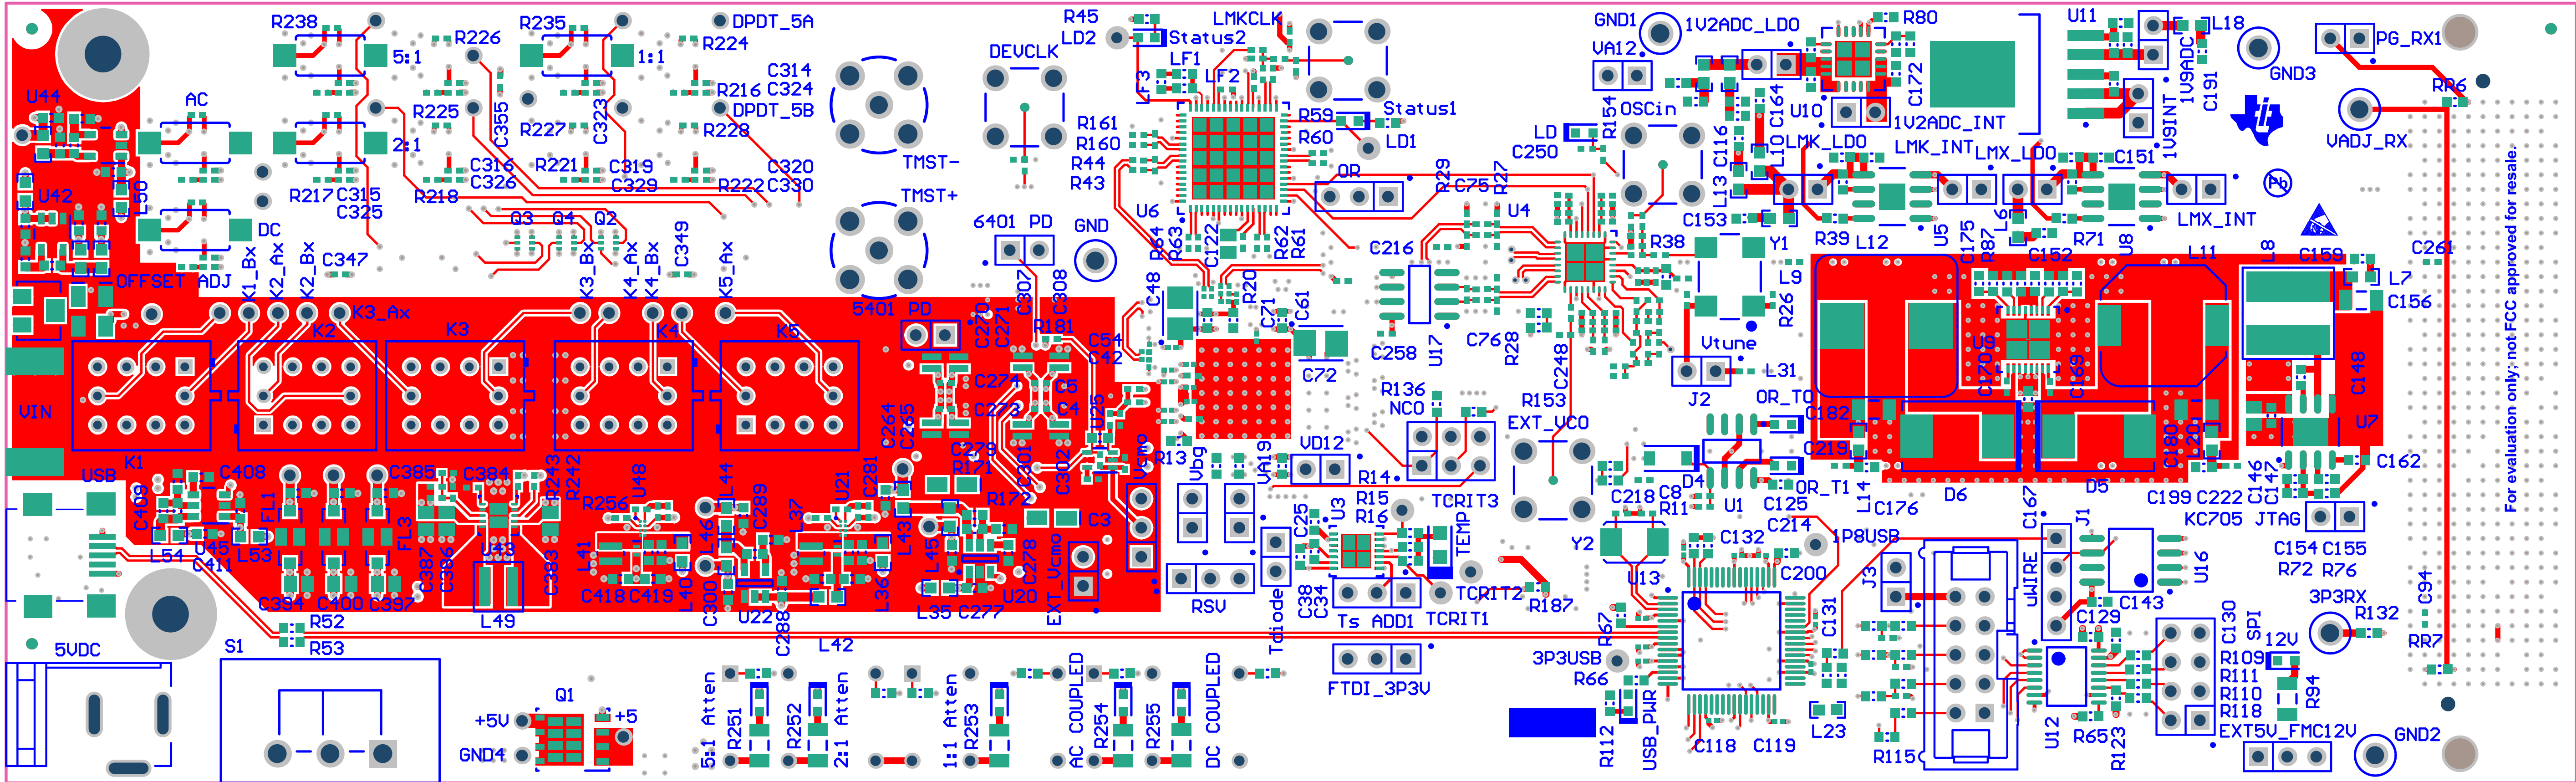 R238
R235
DPDT_5A
R45
LMKCLK
GND1
1V2ADC_LDO
R80
U11
L18
PG_RX1
R226
R224
LD2
Status2
DEVCLK
VA12
5:1
1:1
LF1
LF2
LF3
C314
C324
R216
DPDT_5B
C355
C323
R225
R227
R228
U44
AC
2:1
R161
R160
R44
R43
R59
R60
Status1
LD1
LD
C250
R154
OSCin
C116
L10
C164
U10
C172
1V2ADC_INT
LMK_LDO
LMK_INT
LMX_LDO
C151
1V9INT
1V9ADC
C191
GND3
RR6
VADJ_RX
TMST-
TMST+
C316
C326
R221
C319
C329
R222
C320
C330
R217
C315
C325
R218
U42
L50
DC
OR
R29
C75
R27
L13
C153
R39
L12
U5
C175
R87
L6
C152
R71
U8
L11
LMX_INT
L8
C159
C261
Pb
U6
U4
6401 PD
GND
R64
R63
C122
R62
R61
C216
R38
Y1
L9
R26
L7
C156
Q3
Q4
Q2
C349
C347
OFFSET ADJ
K1_Bx
K2_Ax
K2_Bx
K3_Ax
K3_Bx
K4_Ax
K4_Bx
K5_Ax
5401 PD
C307
C308
C48
R20
C71
C61
K2
K3
K4
K5
C270
C271
R181
C54
C42
C72
C258
U17
C76
R28
C248
Vtune
L31
J2
U9
C170
C169
C148
U7
VIN
K1
C274
C5
C273
C4
U25
R136
NCO
R153
EXT_VCO
OR_T0
C182
C219
C180
L20
C264
C265
C279
C301
C302
Vcmo
R13
Vbg
VA19
VD12
R14
TCRIT3
D4
OR_T1
L14
D6
D5
C146
C147
C162
USB
C408
C409
C385
C384
R243
R242
FL1
FL3
R256
U48
L44
L46
C289
L37
U21
C281
R171
R172
L43
L45
C278
C3
EXT_Vcmo
C25
U3
R15
R16
TEMP
C218
C8
R11
U1
C125
C214
C176
C167
J1
C199
C222
KC705 JTAG
L54
U45
L53
C411
C387
C386
U43
C383
L41
L40
L36
Y2
C132
1P8USB
C200
U13
U16
C154
C155
R72
R76
C394
C400
C397
L49
C418
C419
C300
U22
C288
L35
C277
U20
RSV
Tdiode
C38
C34
Ts ADD1
TCRIT2
TCRIT1
R187
R67
C131
J3
uWIRE
C143
C129
C130
SPI
3P3RX
R132
C94
RR7
12V
5VDC
S1
R52
R53
L42
FTDI_3P3V
3P3USB
R66
R109
R111
R110
R118
R94
Q1
+5V
+5
GND4
5:1 Atten
R251
R252
2:1 Atten
1:1 Atten
R253
AC COUPLED
R254
R255
DC COUPLED
R112
USB_PWR
C118
C119
L23
R115
U12
R65
R123
EXT5V_FMC12V
GND2
For evaluation only; not FCC approved for resale.